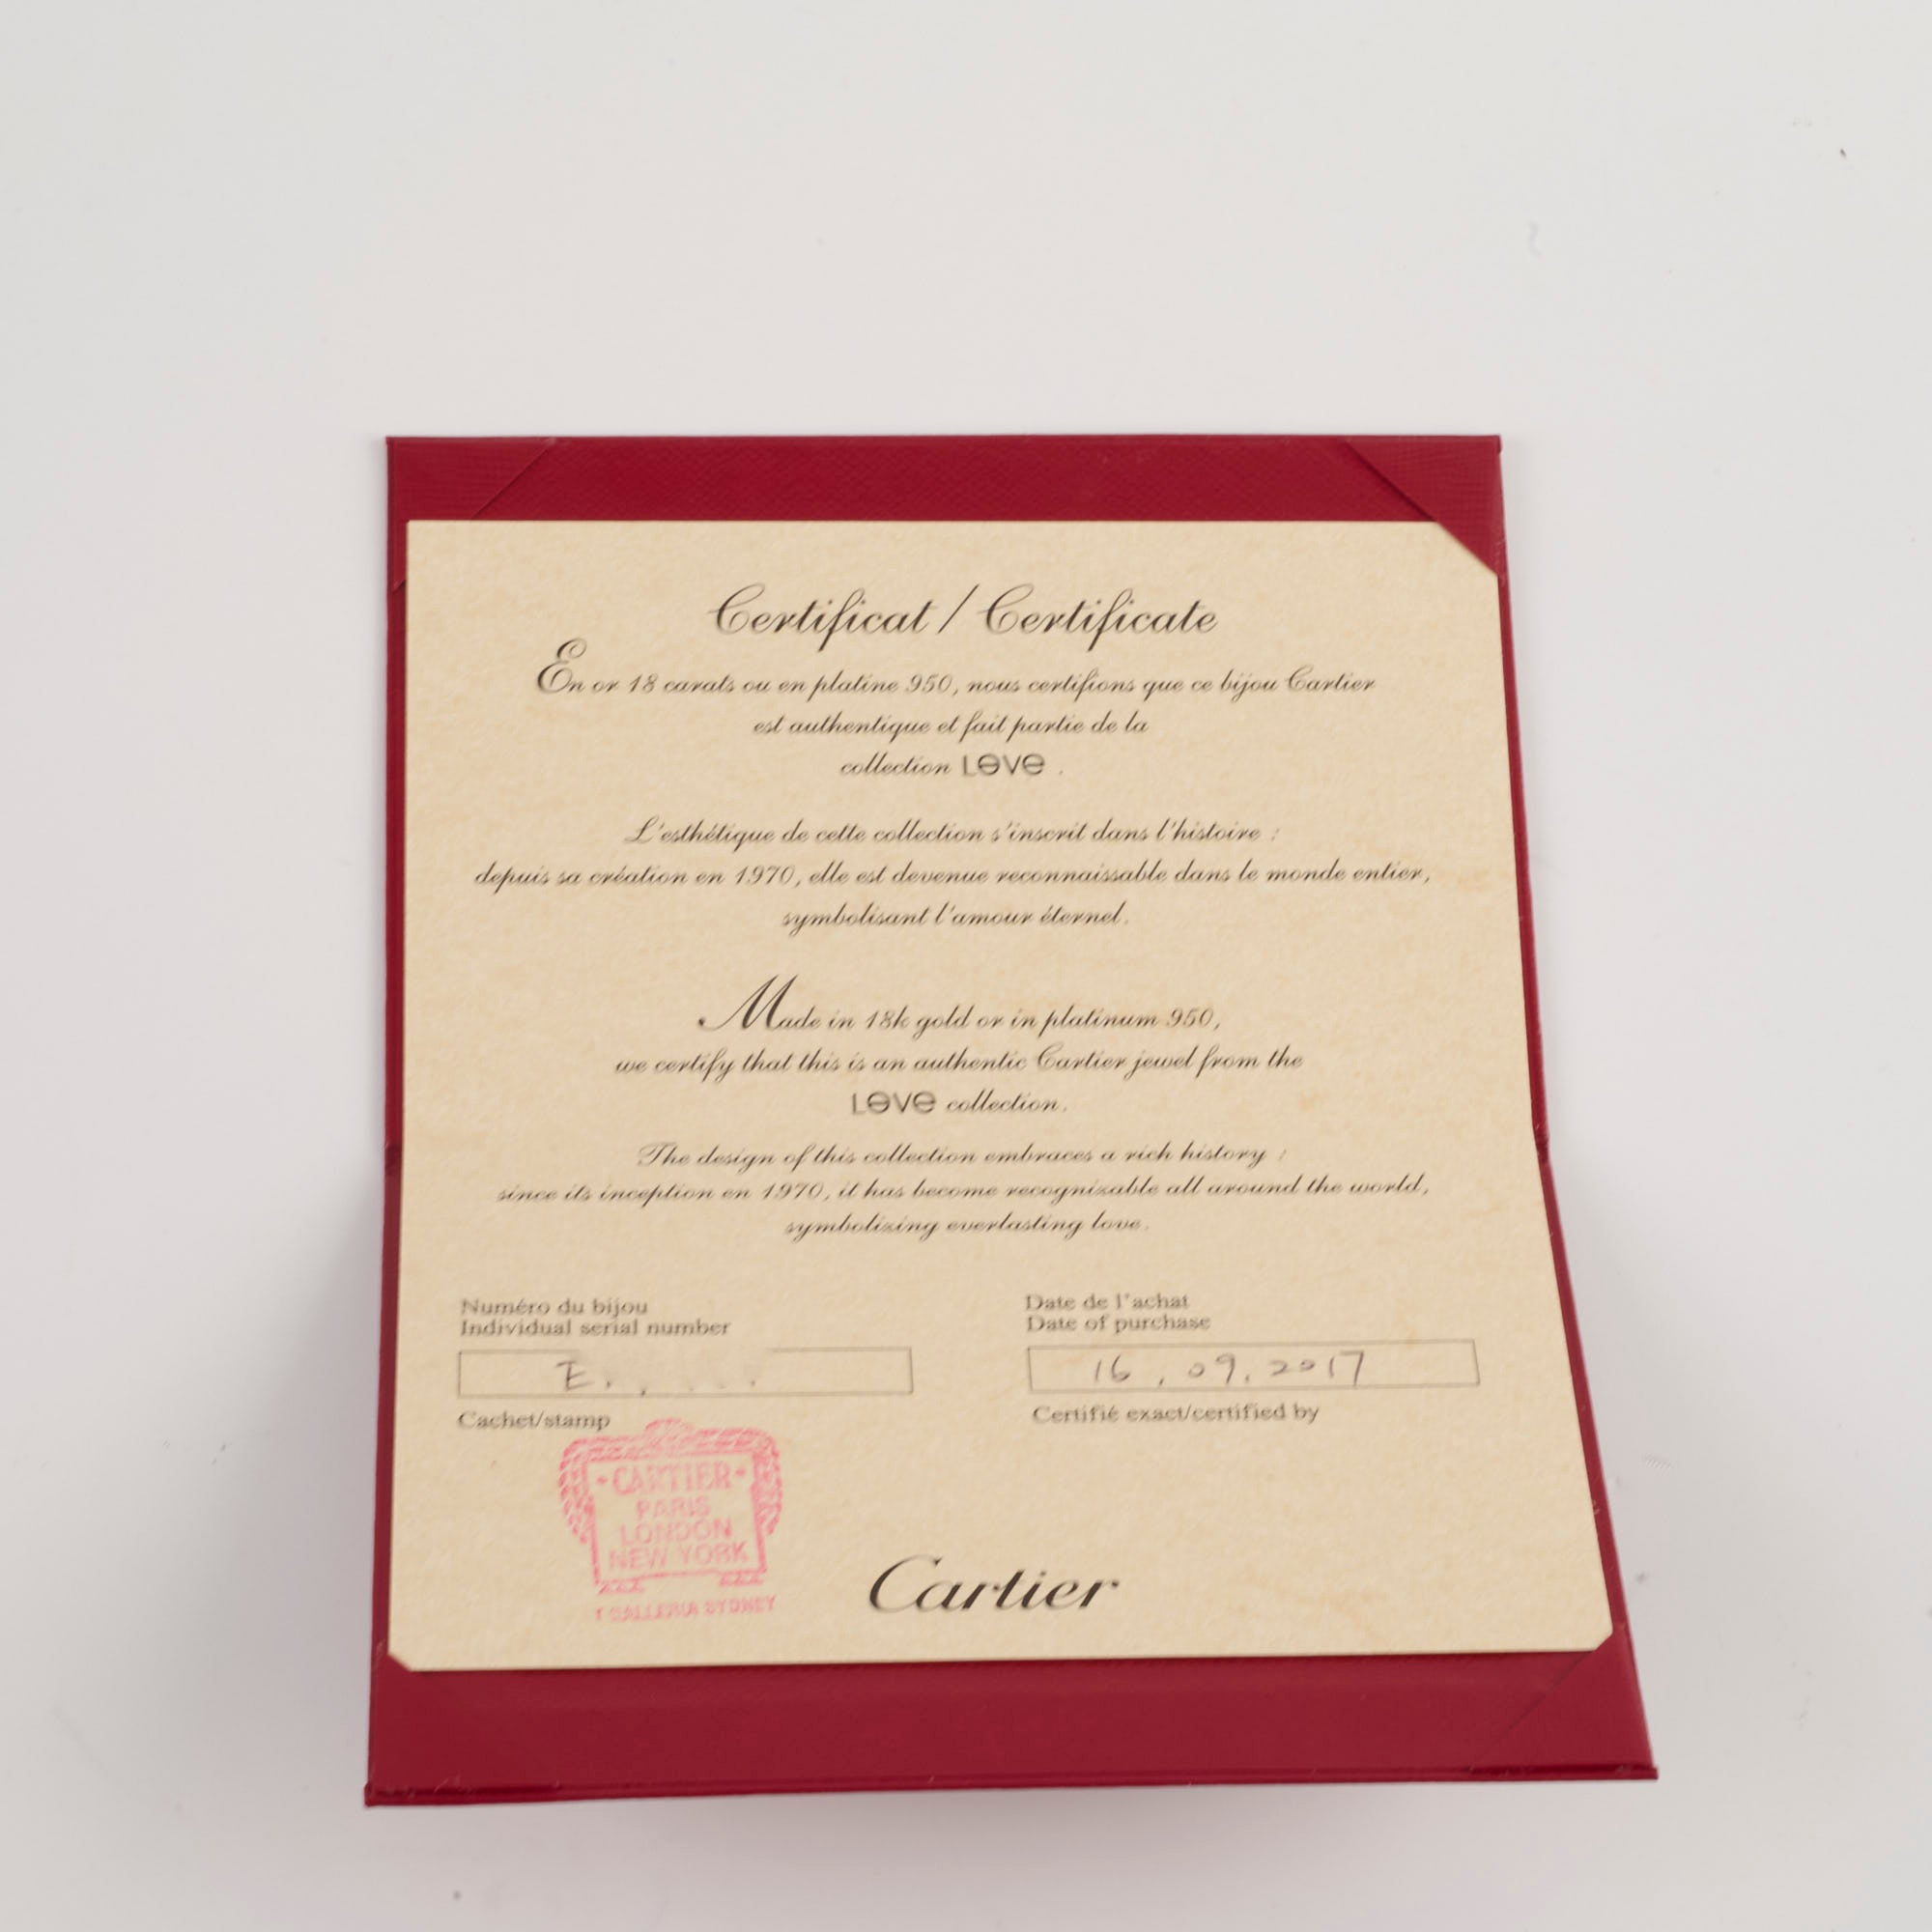 Certificat / Certificate
En or 18 carats ou en platine 950, nous certifions que ce bijou Cartier
est authentique et fait partie de la
collection LOVE .
L'esthétique de cette collection s'inscrit dans l'histoire :
depuis sa création en 1970, elle est devenue reconnaissable dans le monde entier,
symbolisant l'amour éternel.
Made in 18k gold or in platinum 950,
we certify that this is an authentic Cartier jewel from the
LOVE collection.
The design of this collection embraces a rich history :
since its inception en 1970, it has become recognizable all around the world,
symbolizing everlasting love.
Numéro du bijou
Individual serial number
E
Date de l'achat
Date of purchase
16, 09. 2017
Cachet/stamp
Certifié exact/certified by
CARTIER
PARIS
LONDON
NEW YORK
T GALLERIA SYDNEY
Cartier